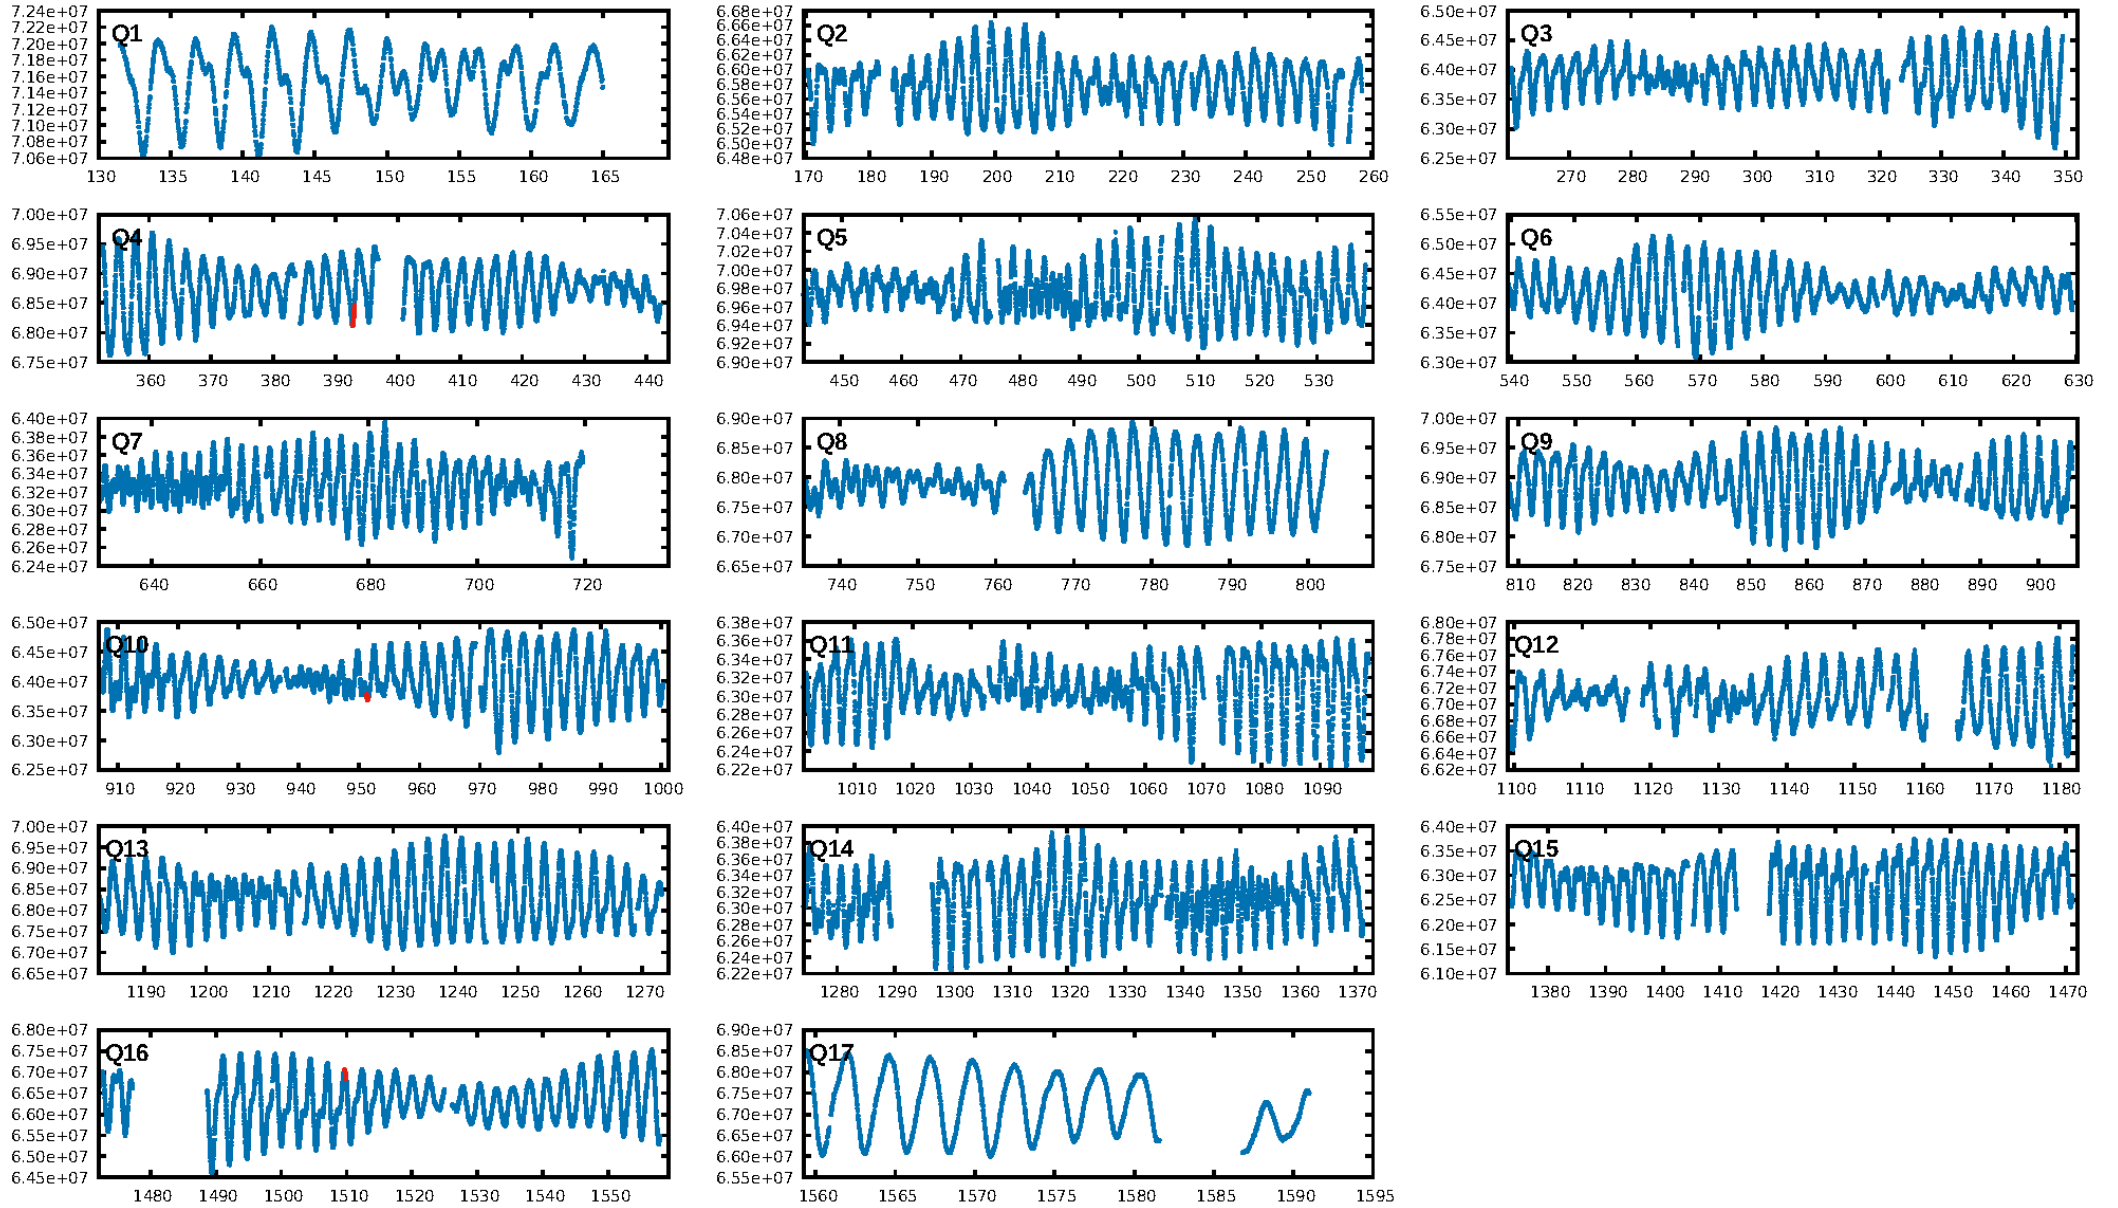 Q1
7.24e+07
7.22e+07
7.20e+07
7.18e+07
7.16e+07
7.14e+07
7.12e+07
7.10e+07
7.08e+07
7.06e+07
130 135 140 145 150 155 160 165
Q2
6.68e+07
6.66e+07
6.64e+07
6.62e+07
6.60e+07
6.58e+07
6.56e+07
6.54e+07
6.52e+07
6.50e+07
6.48e+07
170 180 190 200 210 220 230 240 250 260
Q3
6.50e+07
6.45e+07
6.40e+07
6.35e+07
6.30e+07
6.25e+07
270 280 290 300 310 320 330 340 350
Q4
7.00e+07
6.95e+07
6.90e+07
6.85e+07
6.80e+07
6.75e+07
360 370 380 390 400 410 420 430 440
Q5
7.06e+07
7.04e+07
7.02e+07
7.00e+07
6.98e+07
6.96e+07
6.94e+07
6.92e+07
6.90e+07
450 460 470 480 490 500 510 520 530
Q6
6.55e+07
6.50e+07
6.45e+07
6.40e+07
6.35e+07
6.30e+07
540 550 560 570 580 590 600 610 620 630
Q7
6.40e+07
6.38e+07
6.36e+07
6.34e+07
6.32e+07
6.30e+07
6.28e+07
6.26e+07
6.24e+07
640 660 680 700 720
Q8
6.90e+07
6.85e+07
6.80e+07
6.75e+07
6.70e+07
6.65e+07
740 750 760 770 780 790 800
Q9
7.00e+07
6.95e+07
6.90e+07
6.85e+07
6.80e+07
6.75e+07
810 820 830 840 850 860 870 880 890 900
Q10
6.50e+07
6.45e+07
6.40e+07
6.35e+07
6.30e+07
6.25e+07
910 920 930 940 950 960 970 980 990 1000
Q11
6.38e+07
6.36e+07
6.34e+07
6.32e+07
6.30e+07
6.28e+07
6.26e+07
6.24e+07
6.22e+07
1010 1020 1030 1040 1050 1060 1070 1080 1090
Q12
6.80e+07
6.78e+07
6.76e+07
6.74e+07
6.72e+07
6.70e+07
6.68e+07
6.66e+07
6.64e+07
6.62e+07
1100 1110 1120 1130 1140 1150 1160 1170 1180
Q13
7.00e+07
6.95e+07
6.90e+07
6.85e+07
6.80e+07
6.75e+07
6.70e+07
6.65e+07
1190 1200 1210 1220 1230 1240 1250 1260 1270
Q14
6.40e+07
6.38e+07
6.36e+07
6.34e+07
6.32e+07
6.30e+07
6.28e+07
6.26e+07
6.24e+07
6.22e+07
1280 1290 1300 1310 1320 1330 1340 1350 1360 1370
Q15
6.40e+07
6.35e+07
6.30e+07
6.25e+07
6.20e+07
6.15e+07
6.10e+07
1380 1390 1400 1410 1420 1430 1440 1450 1460 1470
Q16
6.80e+07
6.75e+07
6.70e+07
6.65e+07
6.60e+07
6.55e+07
6.50e+07
6.45e+07
1480 1490 1500 1510 1520 1530 1540 1550
Q17
6.90e+07
6.85e+07
6.80e+07
6.75e+07
6.70e+07
6.65e+07
6.60e+07
6.55e+07
1560 1565 1570 1575 1580 1585 1590 1595